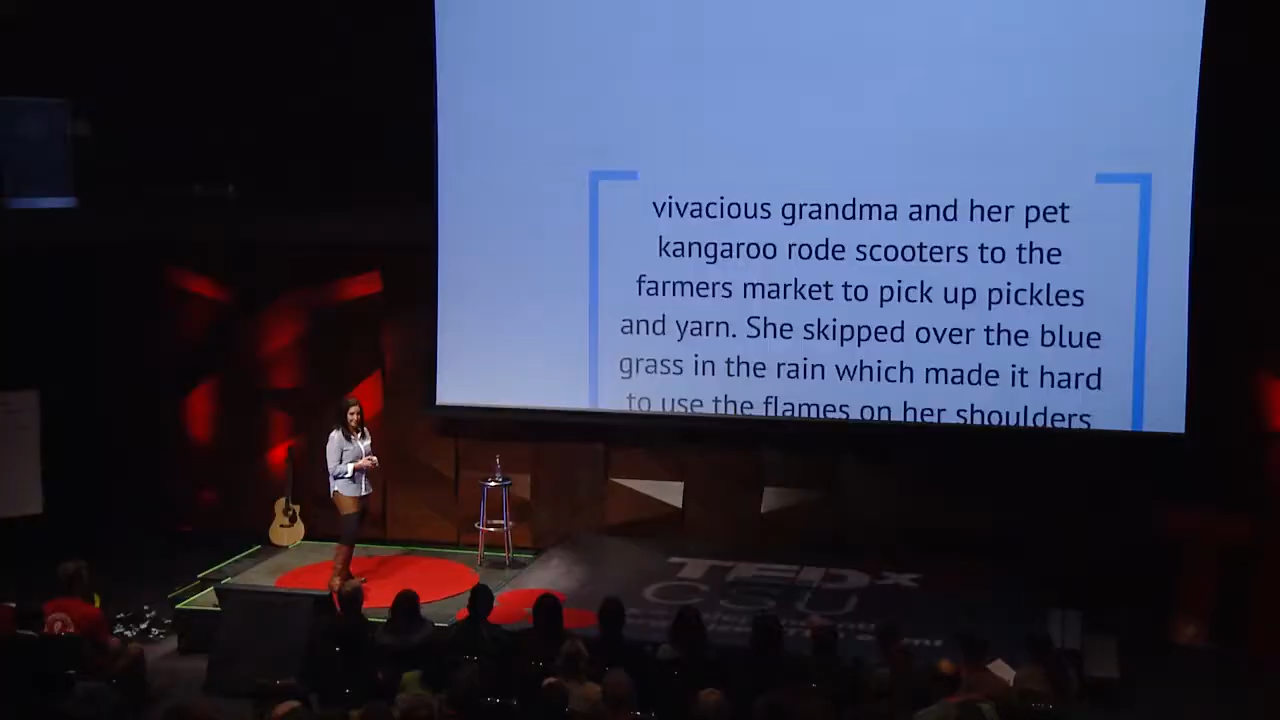 vivacious grandma and her pet
kangaroo rode scooters to the
farmers market to pick up pickles
and yarn. She skipped over the blue
grass in the rain which made it hard
to use the flames on her shoulders
TEDx
CSU